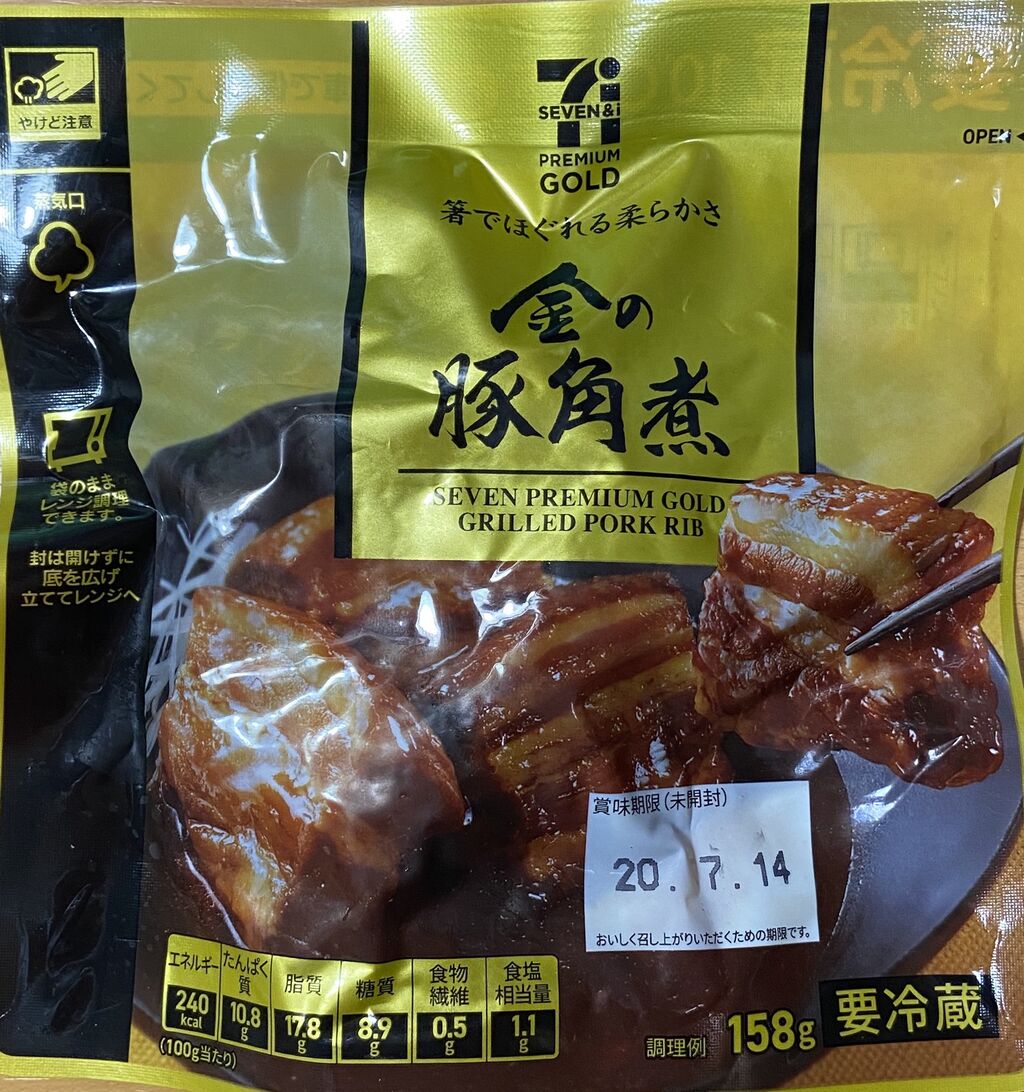 やけど注意
蒸気口
袋のまま
レンジ調理
できます。
封は開けずに
底を広げ
立ててレンジへ
7i
SEVEN&i
PREMIUM
GOLD
箸でほぐれる柔らかさ
金の
豚角煮
SEVEN PREMIUM GOLD
GRILLED PORK RIB
OPEN
賞味期限(未開封)
20. 7. 14
おいしく召し上がりいただくための期限です。
エネルギー
240
kcal
たんぱく
質
10.8
g
脂質
17.8
g
糖質
8.9
g
食物
繊維
0.5
g
食塩
相当量
1.1
g
(100g当たり)
調理例
158g
要冷蔵